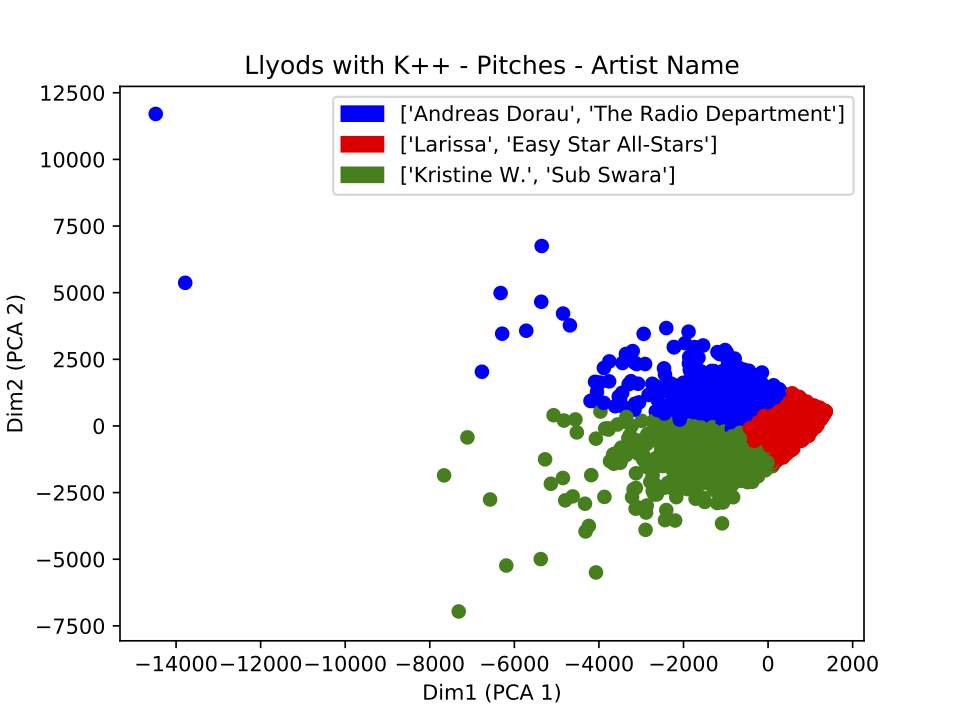 Llyods with K++ - Pitches - Artist Name
['Andreas Dorau', 'The Radio Department']
['Larissa', 'Easy Star All-Stars']
['Kristine W.', 'Sub Swara']
Dim2 (PCA 2)
12500
10000
7500
5000
2500
0
−2500
−5000
−7500
−14000 −12000 −10000 −8000 −6000 −4000 −2000 0 2000
Dim1 (PCA 1)